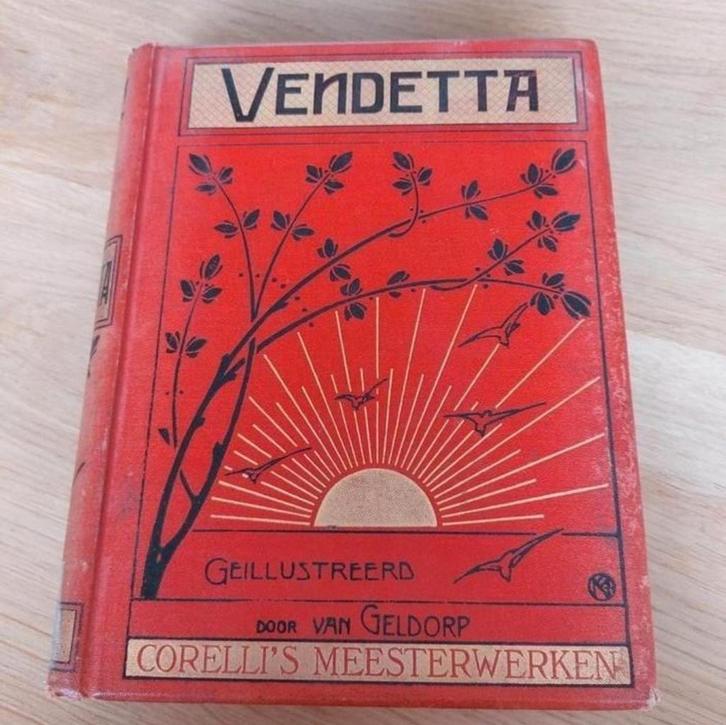 VENDETTA
GEILLUSTREERD
DOOR VAN GELDORP
CORELLI'S MEESTERWERKEN